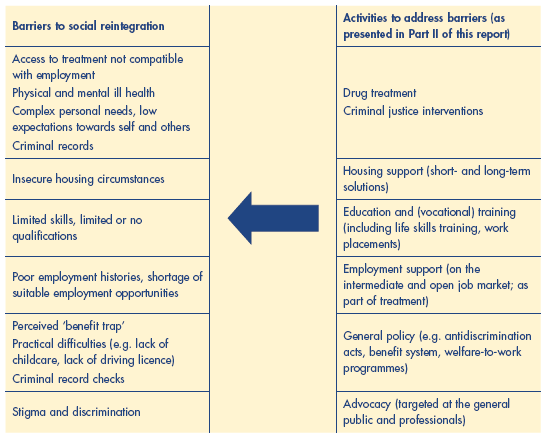 Barriers to social reintegration
Activities to address barriers (as
presented in Part II of this report)
Access to treatment not compatible
with employment
Physical and mental ill health
Complex personal needs, low
expectations towards self and others
Criminal records
Drug treatment
Criminal justice interventions
Insecure housing circumstances
Housing support (short- and long-term
solutions)
Limited skills, limited or no
qualifications
Education and (vocational) training
(including life skills training, work
placements)
Poor employment histories, shortage of
suitable employment opportunities
Employment support (on the
intermediate and open job market; as
part of treatment)
Perceived ‘benefit trap’
Practical difficulties (e.g. lack of
childcare, lack of driving licence)
Criminal record checks
General policy (e.g. antidiscrimination
acts, benefit system, welfare-to-work
programmes)
Stigma and discrimination
Advocacy (targeted at the general
public and professionals)